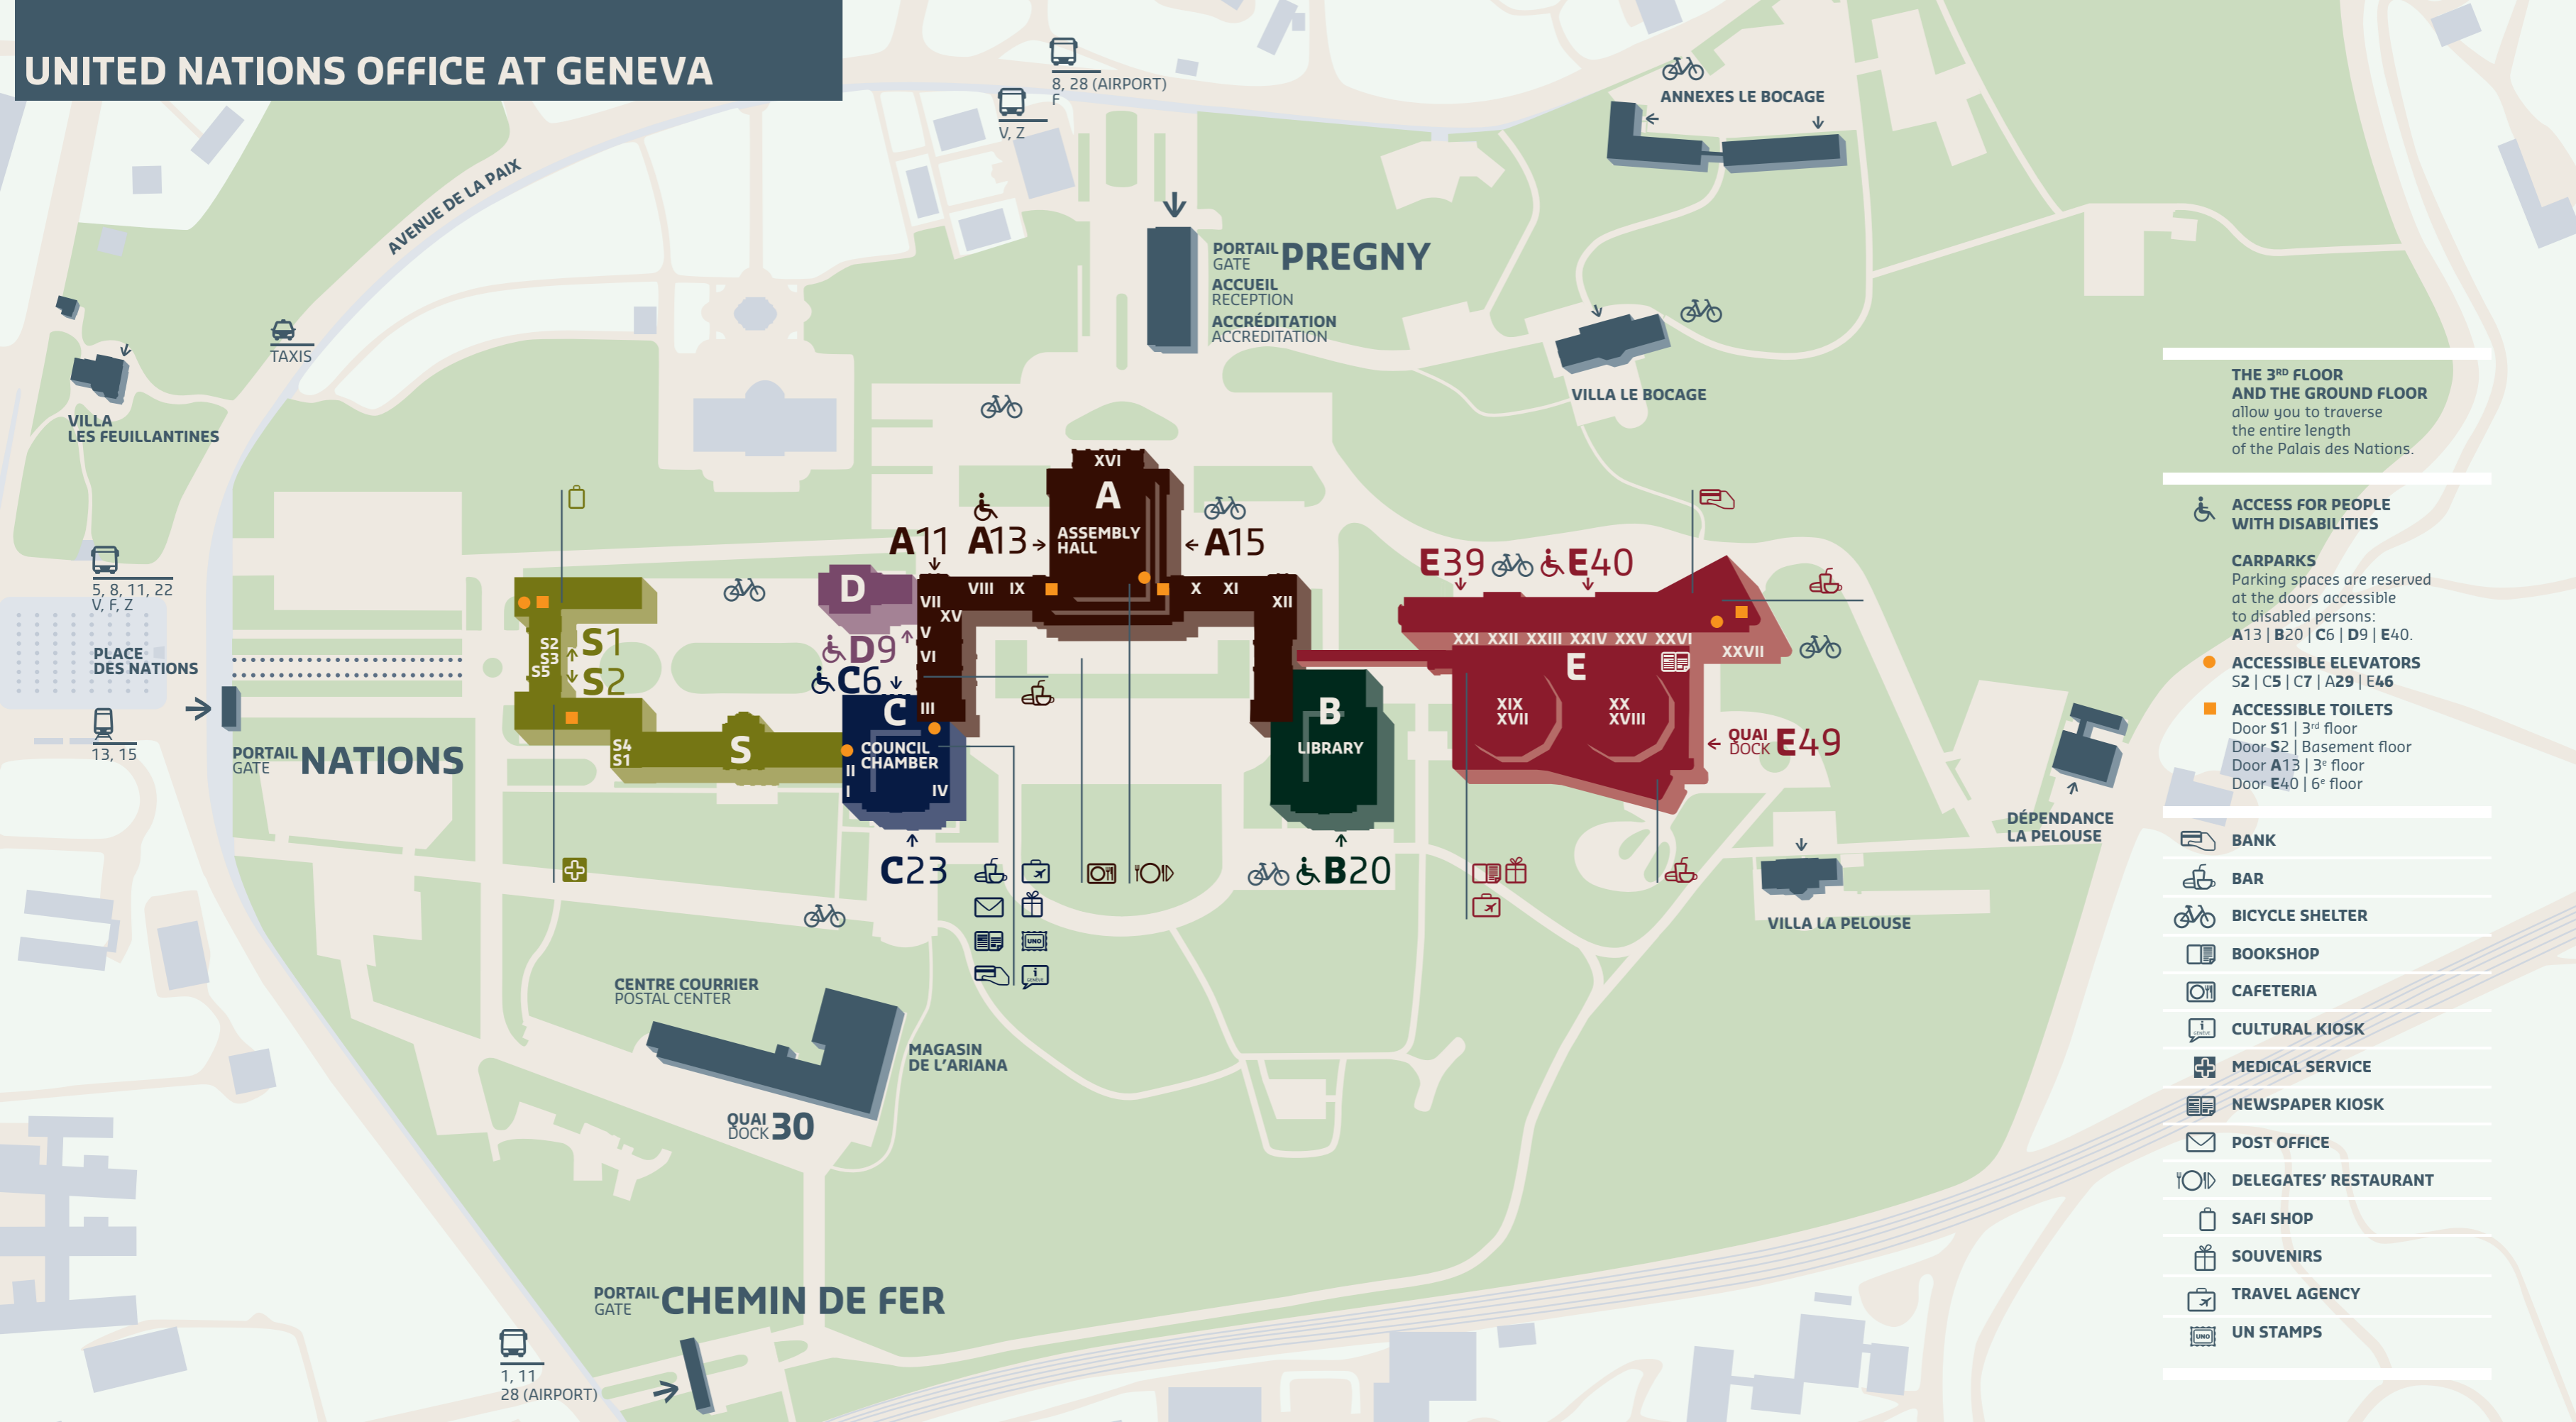 UNITED NATIONS OFFICE AT GENEVA
8, 28 (AIRPORT)
F
V, Z
ANNEXES LE BOCAGE
AVENUE DE LA PAIX
PORTAIL
GATE
PREGNY
ACCUEIL
RECEPTION
ACCRÉDITATION
ACCREDITATION
TAXIS
VILLA
LES FEUILLANTINES
VILLA LE BOCAGE
5, 8, 11, 22
V, F, Z
PLACE
DES NATIONS
13, 15
PORTAIL
GATE
NATIONS
XVI
A
ASSEMBLY
HALL
A11
A13
A15
VIII IX
X XI
XII
VII
XV
V
VI
III
D
D9
C6
C
COUNCIL
CHAMBER
II
I
IV
C23
S2
S3
S5
S1
S2
S4
S1
S
B
LIBRARY
B20
E39
E40
XXI XXII XXIII XXIV XXV XXVI
XXVII
E
XIX
XVII
XX
XVIII
QUAI
DOCK
E49
UNO
i
GENÈVE
DÉPENDANCE
LA PELOUSE
VILLA LA PELOUSE
CENTRE COURRIER
POSTAL CENTER
MAGASIN
DE L'ARIANA
QUAI
DOCK
30
PORTAIL
GATE
CHEMIN DE FER
1, 11
28 (AIRPORT)
THE 3RD FLOOR
AND THE GROUND FLOOR
allow you to traverse
the entire length
of the Palais des Nations.
ACCESS FOR PEOPLE
WITH DISABILITIES
CARPARKS
Parking spaces are reserved
at the doors accessible
to disabled persons:
A13 | B20 | C6 | D9 | E40.
ACCESSIBLE ELEVATORS
S2 | C5 | C7 | A29 | E46
ACCESSIBLE TOILETS
Door S1 | 3rd floor
Door S2 | Basement floor
Door A13 | 3e floor
Door E40 | 6e floor
BANK
BAR
BICYCLE SHELTER
BOOKSHOP
CAFETERIA
i
GENÈVE
CULTURAL KIOSK
MEDICAL SERVICE
NEWSPAPER KIOSK
POST OFFICE
DELEGATES' RESTAURANT
SAFI SHOP
SOUVENIRS
TRAVEL AGENCY
UNO
UN STAMPS